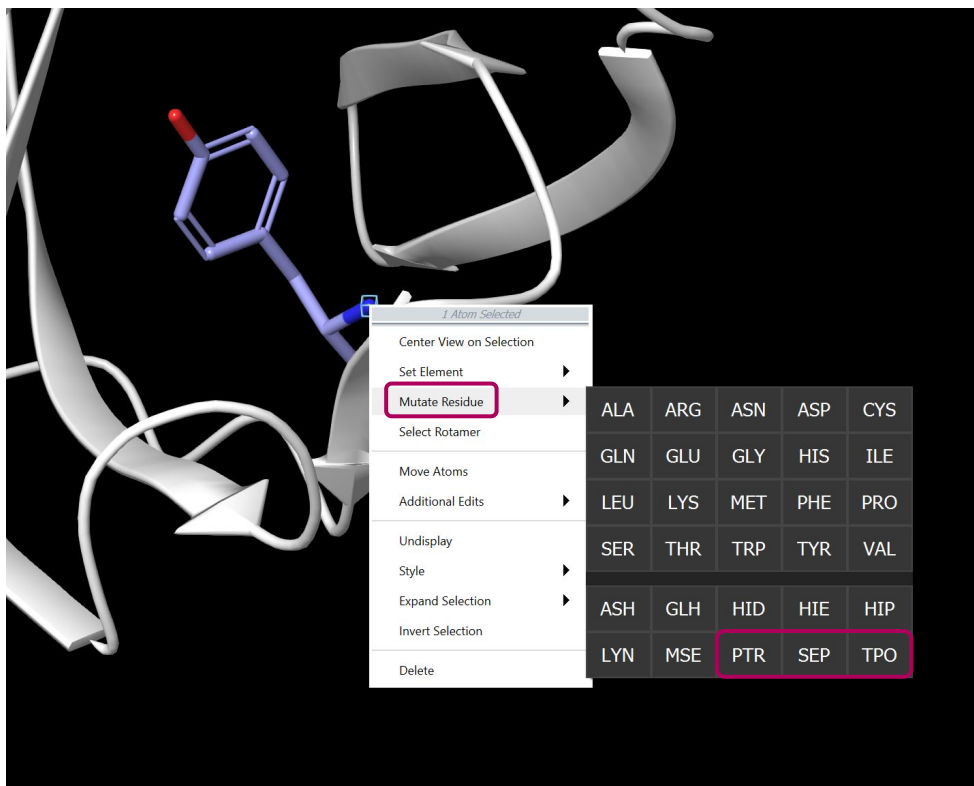 1 Atom Selected
Center View on Selection
Set Element
Mutate Residue
Select Rotamer
Move Atoms
Additional Edits
Undisplay
Style
Expand Selection
Invert Selection
Delete
ALA ARG ASN ASP CYS
GLN GLU GLY HIS ILE
LEU LYS MET PHE PRO
SER THR TRP TYR VAL
ASH GLH HID HIE HIP
LYN MSE PTR SEP TPO